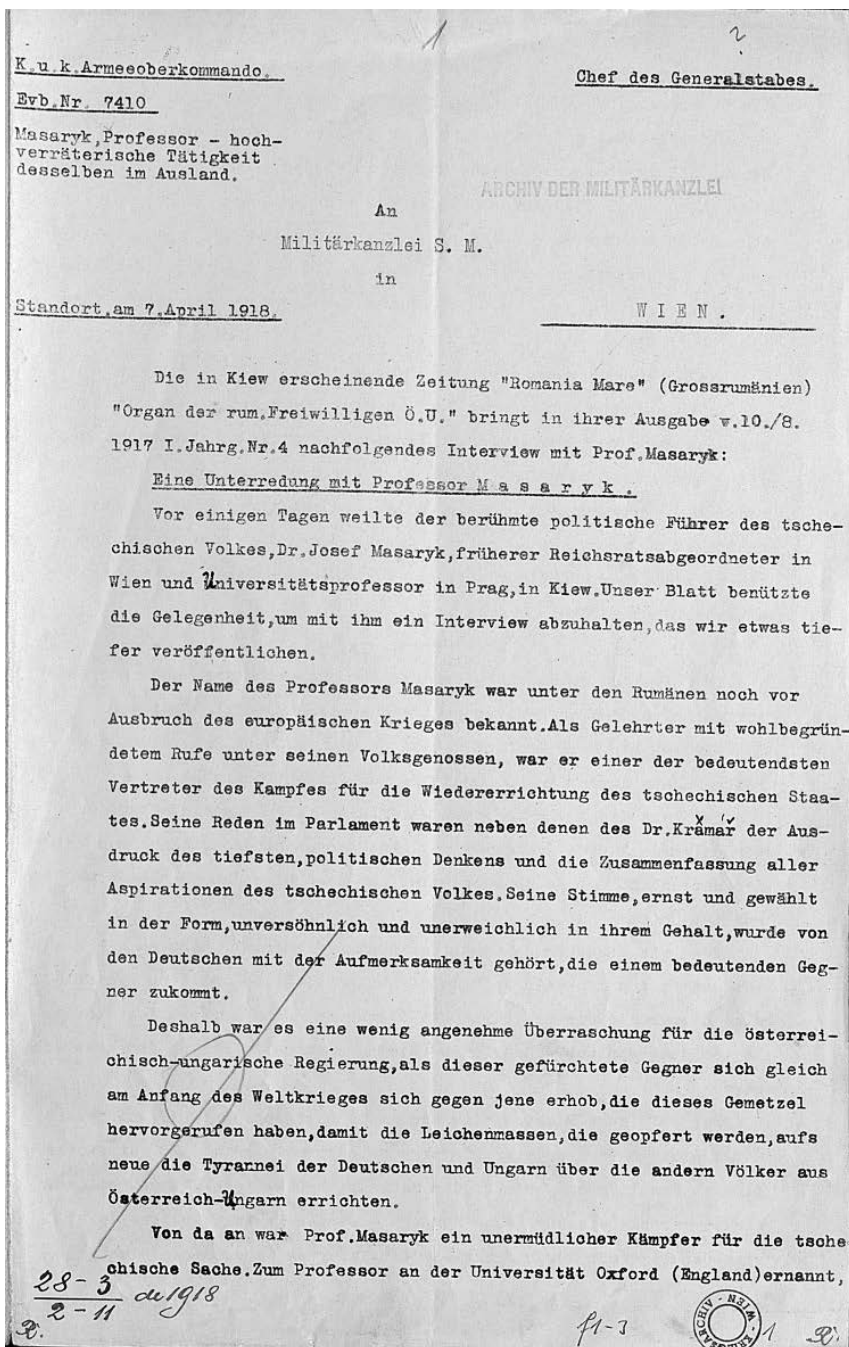 1
2
K.u.k.Armeeoberkommando.
Chef des Generalstabes.
Evb.Nr. 7410
Masaryk,Professor - hoch-
verräterische Tätigkeit
desselben im Ausland.
ARCHIV DER MILITÄRKANZLEI
An
Militärkanzlei S. M.
in
Standort,am 7.April 1918.
WIEN.
Die in Kiew erscheinende Zeitung "Romania Mare" (Grossrumänien)
"Organ der rum.Freiwilligen Ö.U." bringt in ihrer Ausgabe v.10./8.
1917 I.Jahrg.Nr.4 nachfolgendes Interview mit Prof.Masaryk:
Eine Unterredung mit Professor Masaryk.
Vor einigen Tagen weilte der berühmte politische Führer des tsche-
chischen Volkes,Dr.Josef Masaryk,früherer Reichsratsabgeordneter in
Wien und Universitätsprofessor in Prag,in Kiew.Unser Blatt benützte
die Gelegenheit,um mit ihm ein Interview abzuhalten,das wir etwas tie-
fer veröffentlichen.
Der Name des Professors Masaryk war unter den Rumänen noch vor
Ausbruch des europäischen Krieges bekannt.Als Gelehrter mit wohlbegrün-
detem Rufe unter seinen Volksgenossen, war er einer der bedeutendsten
Vertreter des Kampfes für die Wiedererrichtung des tschechischen Staa-
tes.Seine Reden im Parlament waren neben denen des Dr.Kramář der Aus-
druck des tiefsten,politischen Denkens und die Zusammenfassung aller
Aspirationen des tschechischen Volkes.Seine Stimme,ernst und gewählt
in der Form,unversöhnlich und unerweichlich in ihrem Gehalt,wurde von
den Deutschen mit der Aufmerksamkeit gehört,die einem bedeutenden Geg-
ner zukommt.
Deshalb war es eine wenig angenehme Überraschung für die österrei-
chisch-ungarische Regierung,als dieser gefürchtete Gegner sich gleich
am Anfang des Weltkrieges sich gegen jene erhob,die dieses Gemetzel
hervorgerufen haben,damit die Leichenmassen,die geopfert werden,aufs
neue die Tyrannei der Deutschen und Ungarn über die andern Völker aus
Österreich-Ungarn errichten.
Von da an war Prof.Masaryk ein unermüdlicher Kämpfer für die tsche
chische Sache.Zum Professor an der Universität Oxford (England)ernannt,
28-3
2-11 de 1918
f1-3
WIEN
1